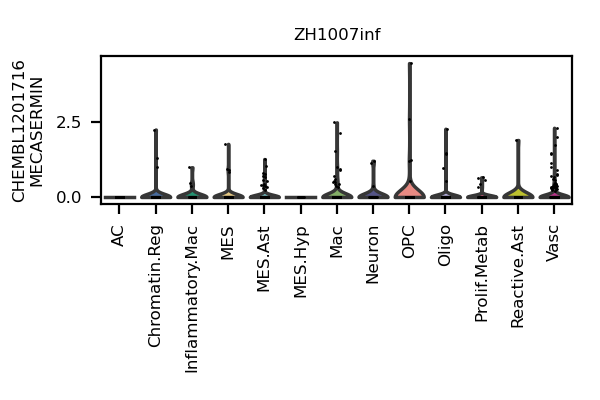 ZH1007inf
CHEMBL1201716
MECASERMIN
2.5
0.0
AC
Chromatin.Reg
Inflammatory.Mac
MES
MES.Ast
MES.Hyp
Mac
Neuron
OPC
Oligo
Prolif.Metab
Reactive.Ast
Vasc